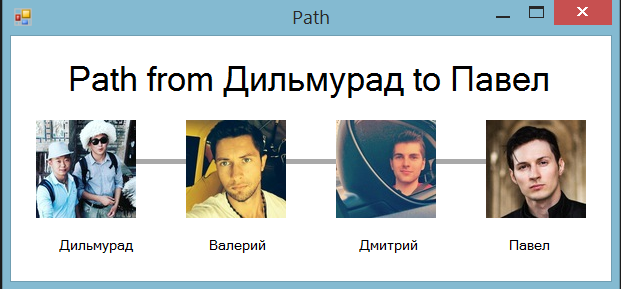 Path
Path from Дильмурад to Павел
Дильмурад Валерий Дмитрий Павел